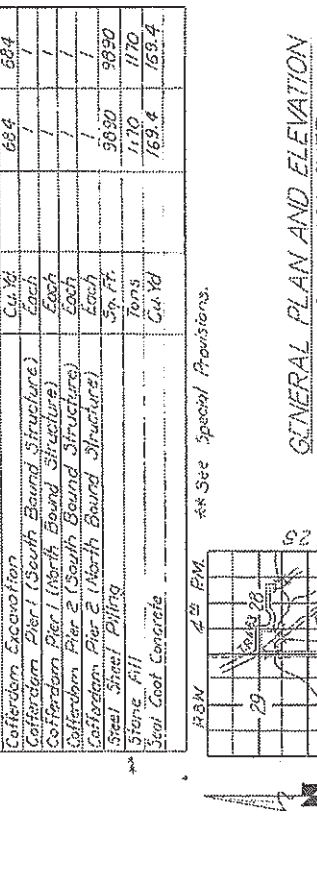 Cofferdam Excavation Cu. Yd. 684 684
Cofferdam Pier 1 (South Bound Structure) Each 1 1
Cofferdam Pier 1 (North Bound Structure) Each 1 1
Cofferdam Pier 2 (South Bound Structure) Each 1 1
Cofferdam Pier 2 (North Bound Structure) Each 1 1
Steel Sheet Piling Sq. Ft. 9890 9890
** Stone Fill Tons 1170 1170
Seal Coat Concrete Cu. Yd 169.4 169.4
** See Special Provisions.
R8W 4th P.M.
29 28
GENERAL PLAN AND ELEVATION